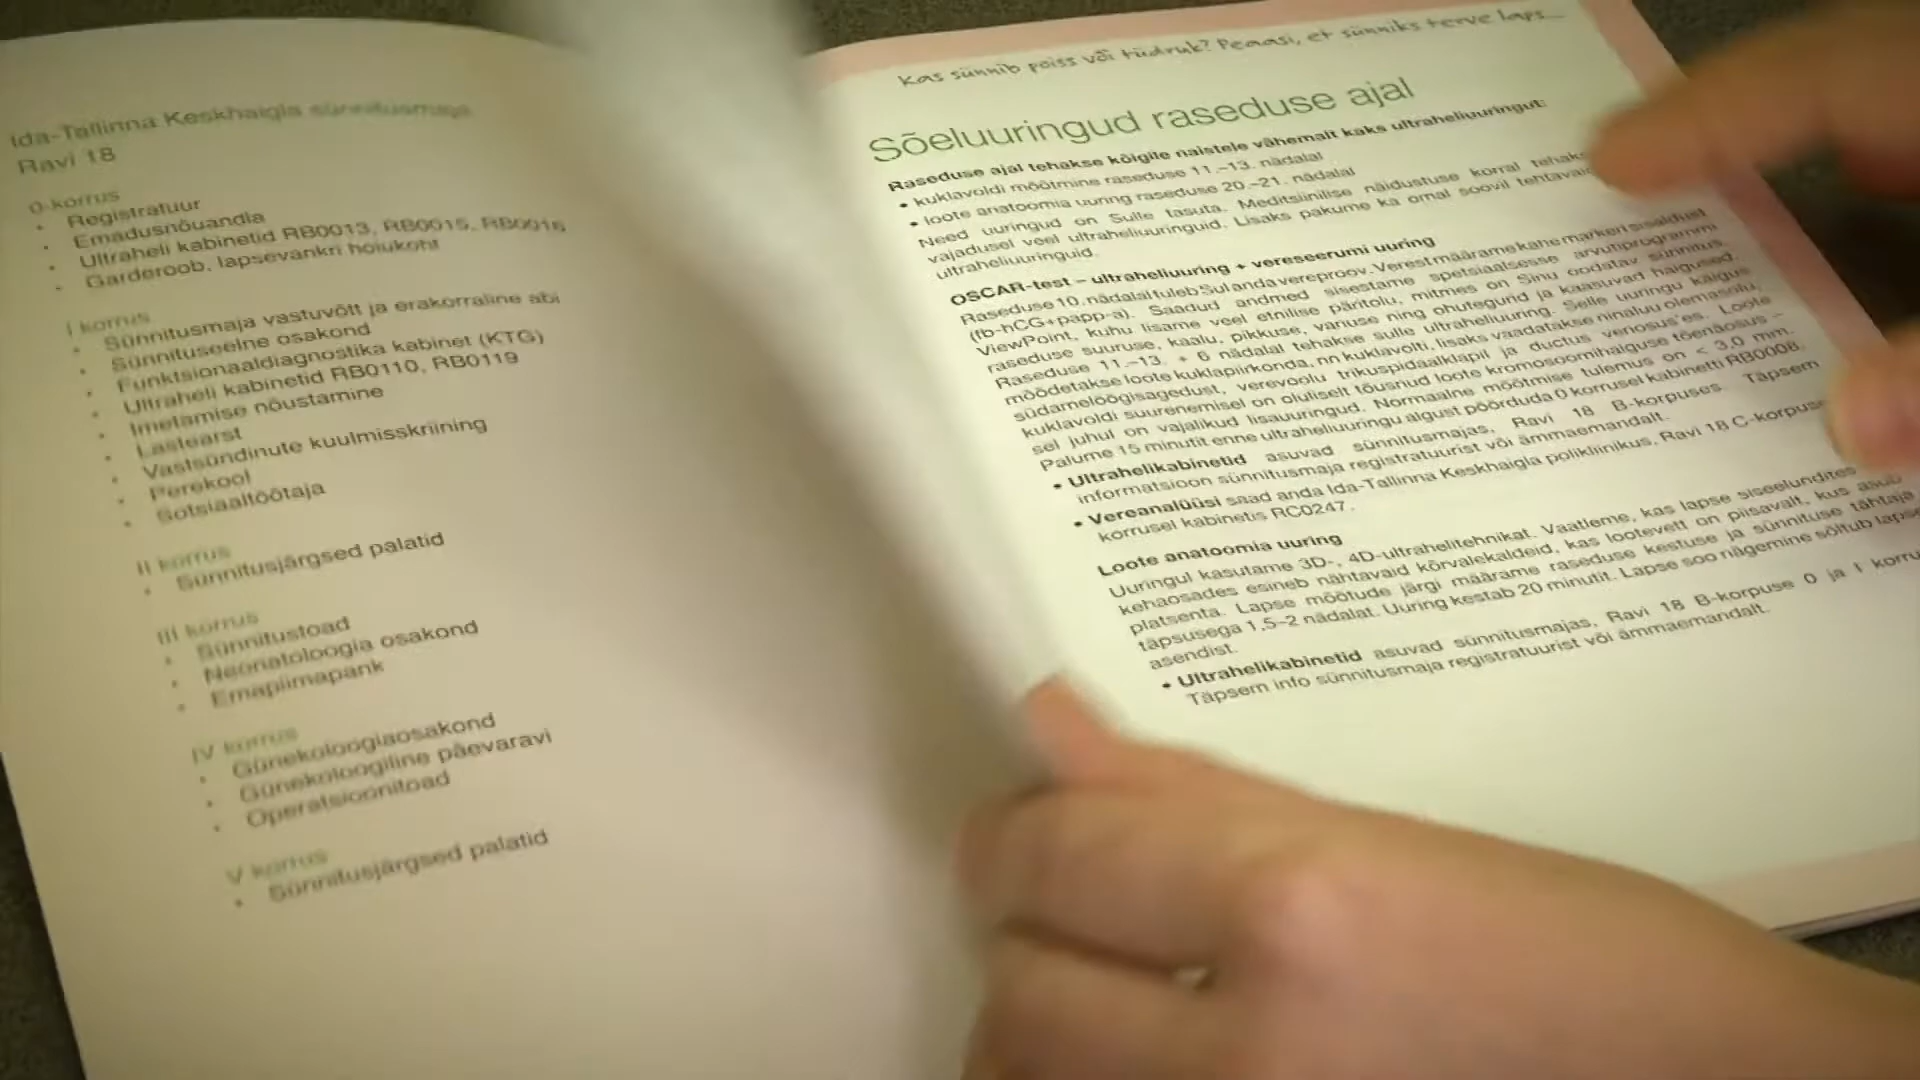 Ida-Tallinna Keskhaigla sünnitusmaja
Ravi 18
0-korrus
• Registratuur
• Emadusnõuandla
• Ultraheli kabinetid RB0013, RB0015, RB0016
• Garderoob, lapsevankri hoiukoht
I korrus
• Sünnitusmaja vastuvõtt ja erakorraline abi
• Sünnituseelne osakond
• Funktsionaaldiagnostika kabinet (KTG)
• Ultraheli kabinetid RB0110, RB0119
• Imetamise nõustamine
• Lastearst
• Vastsündinute kuulmisskriining
• Perekool
• Sotsiaaltöötaja
II korrus
• Sünnitusjärgsed palatid
III korrus
• Sünnitustoad
• Neonatoloogia osakond
• Emapiimapank
IV korrus
• Günekoloogiaosakond
• Günekoloogiline päevaravi
• Operatsioonitoad
V korrus
• Sünnitusjärgsed palatid
Kas sünnib poiss või tüdruk? Peaasi, et sünniks terve laps...
Sõeluuringud raseduse ajal
Raseduse ajal tehakse kõigile naistele vähemalt kaks ultraheliuuringut:
• kuklavoldi mõõtmine raseduse 11.–13. nädalal
• loote anatoomia uuring raseduse 20.–21. nädalal
Need uuringud on Sulle tasuta. Meditsiinilise näidustuse korral tehakse
vajadusel veel ultraheliuuringuid. Lisaks pakume ka omal soovil tehtavaid
ultraheliuuringuid.
OSCAR-test – ultraheliuuring + vereseerumi uuring
Raseduse 10. nädalal tuleb Sul anda vereproov. Verest määrame kahe markeri sisaldust
(fb-hCG+papp-a). Saadud andmed sisestame spetsiaalsesse arvutiprogrammi
ViewPoint, kuhu lisame veel etnilise päritolu, mitmes on Sinu oodatav sünnitus,
raseduse suuruse, kaalu, pikkuse, vanuse ning ohutegurid ja kaasuvad haigused.
Raseduse 11.–13. + 6 nädalal tehakse sulle ultraheliuuring. Selle uuringu käigus
mõõdetakse loote kuklapiirkonda, nn kuklavolti, lisaks vaadatakse ninaluu olemasolu,
südamelöögisagedust, verevoolu trikuspidaalklapil ja ductus venosus'es. Loote
kuklavoldi suurenemisel on oluliselt tõusnud loote kromosoomihaiguse tõenäosus –
sel juhul on vajalikud lisauuringud. Normaalne mõõtmise tulemus on < 3,0 mm.
Palume 15 minutit enne ultraheliuuringu algust pöörduda 0 korrusel kabinetti RB0008.
• Ultrahelikabinetid asuvad sünnitusmajas, Ravi 18 B-korpuses. Täpsem
informatsioon sünnitusmaja registratuurist või ämmaemandalt.
• Vereanalüüsi saad anda Ida-Tallinna Keskhaigla polikliinikus, Ravi 18 C-korpuse
korrusel kabinetis RC0247.
Loote anatoomia uuring
Uuringul kasutame 3D-, 4D-ultrahelitehnikat. Vaatleme, kas lapse siseelundites
kehaosades esineb nähtavaid kõrvalekaldeid, kas lootevett on piisavalt, kus asub
platsenta. Lapse mõõtude järgi määrame raseduse kestuse ja sünnituse tähtaja
täpsusega 1,5–2 nädalat. Uuring kestab 20 minutit. Lapse soo nägemine sõltub lapse
asendist.
• Ultrahelikabinetid asuvad sünnitusmajas, Ravi 18 B-korpuse 0 ja I
Täpsem info sünnitusmaja registratuurist või ämmaemandalt.